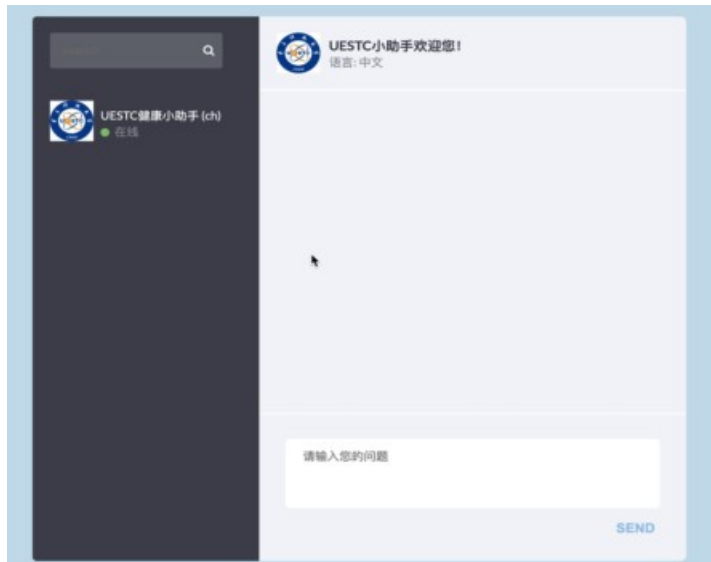 UESTC健康小助手 (ch)
在线
UESTC小助手欢迎您!
语言: 中文
请输入您的问题
SEND